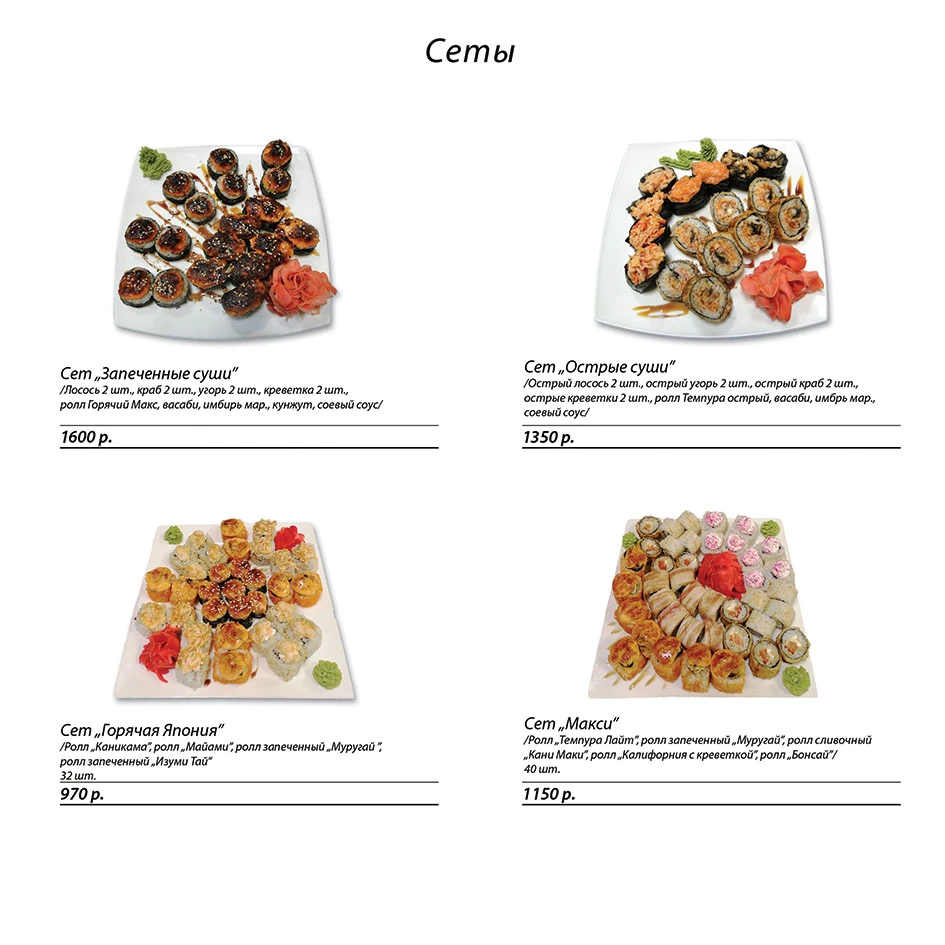 Сеты
Сет „Запеченные суши”
/Лосось 2 шт., краб 2 шт., угорь 2 шт., креветка 2 шт.,
ролл Горячий Макс, васаби, имбирь мар., кунжут, соевый соус/
1600 р.
Сет „Острые суши”
/Острый лосось 2 шт., острый угорь 2 шт., острый краб 2 шт.,
острые креветки 2 шт., ролл Темпура острый, васаби, имбрь мар.,
соевый соус/
1350 р.
Сет „Горячая Япония”
/Ролл „Каникама”, ролл „Майами”, ролл запеченный „Муругай ”,
ролл запеченный „Изуми Тай”
32 шт.
970 р.
Сет „Макси”
/Ролл „Темпура Лайт”, ролл запеченный „Муругай”, ролл сливочный
„Кани Маки”, ролл „Калифорния с креветкой”, ролл „Бонсай”/
40 шт.
1150 р.